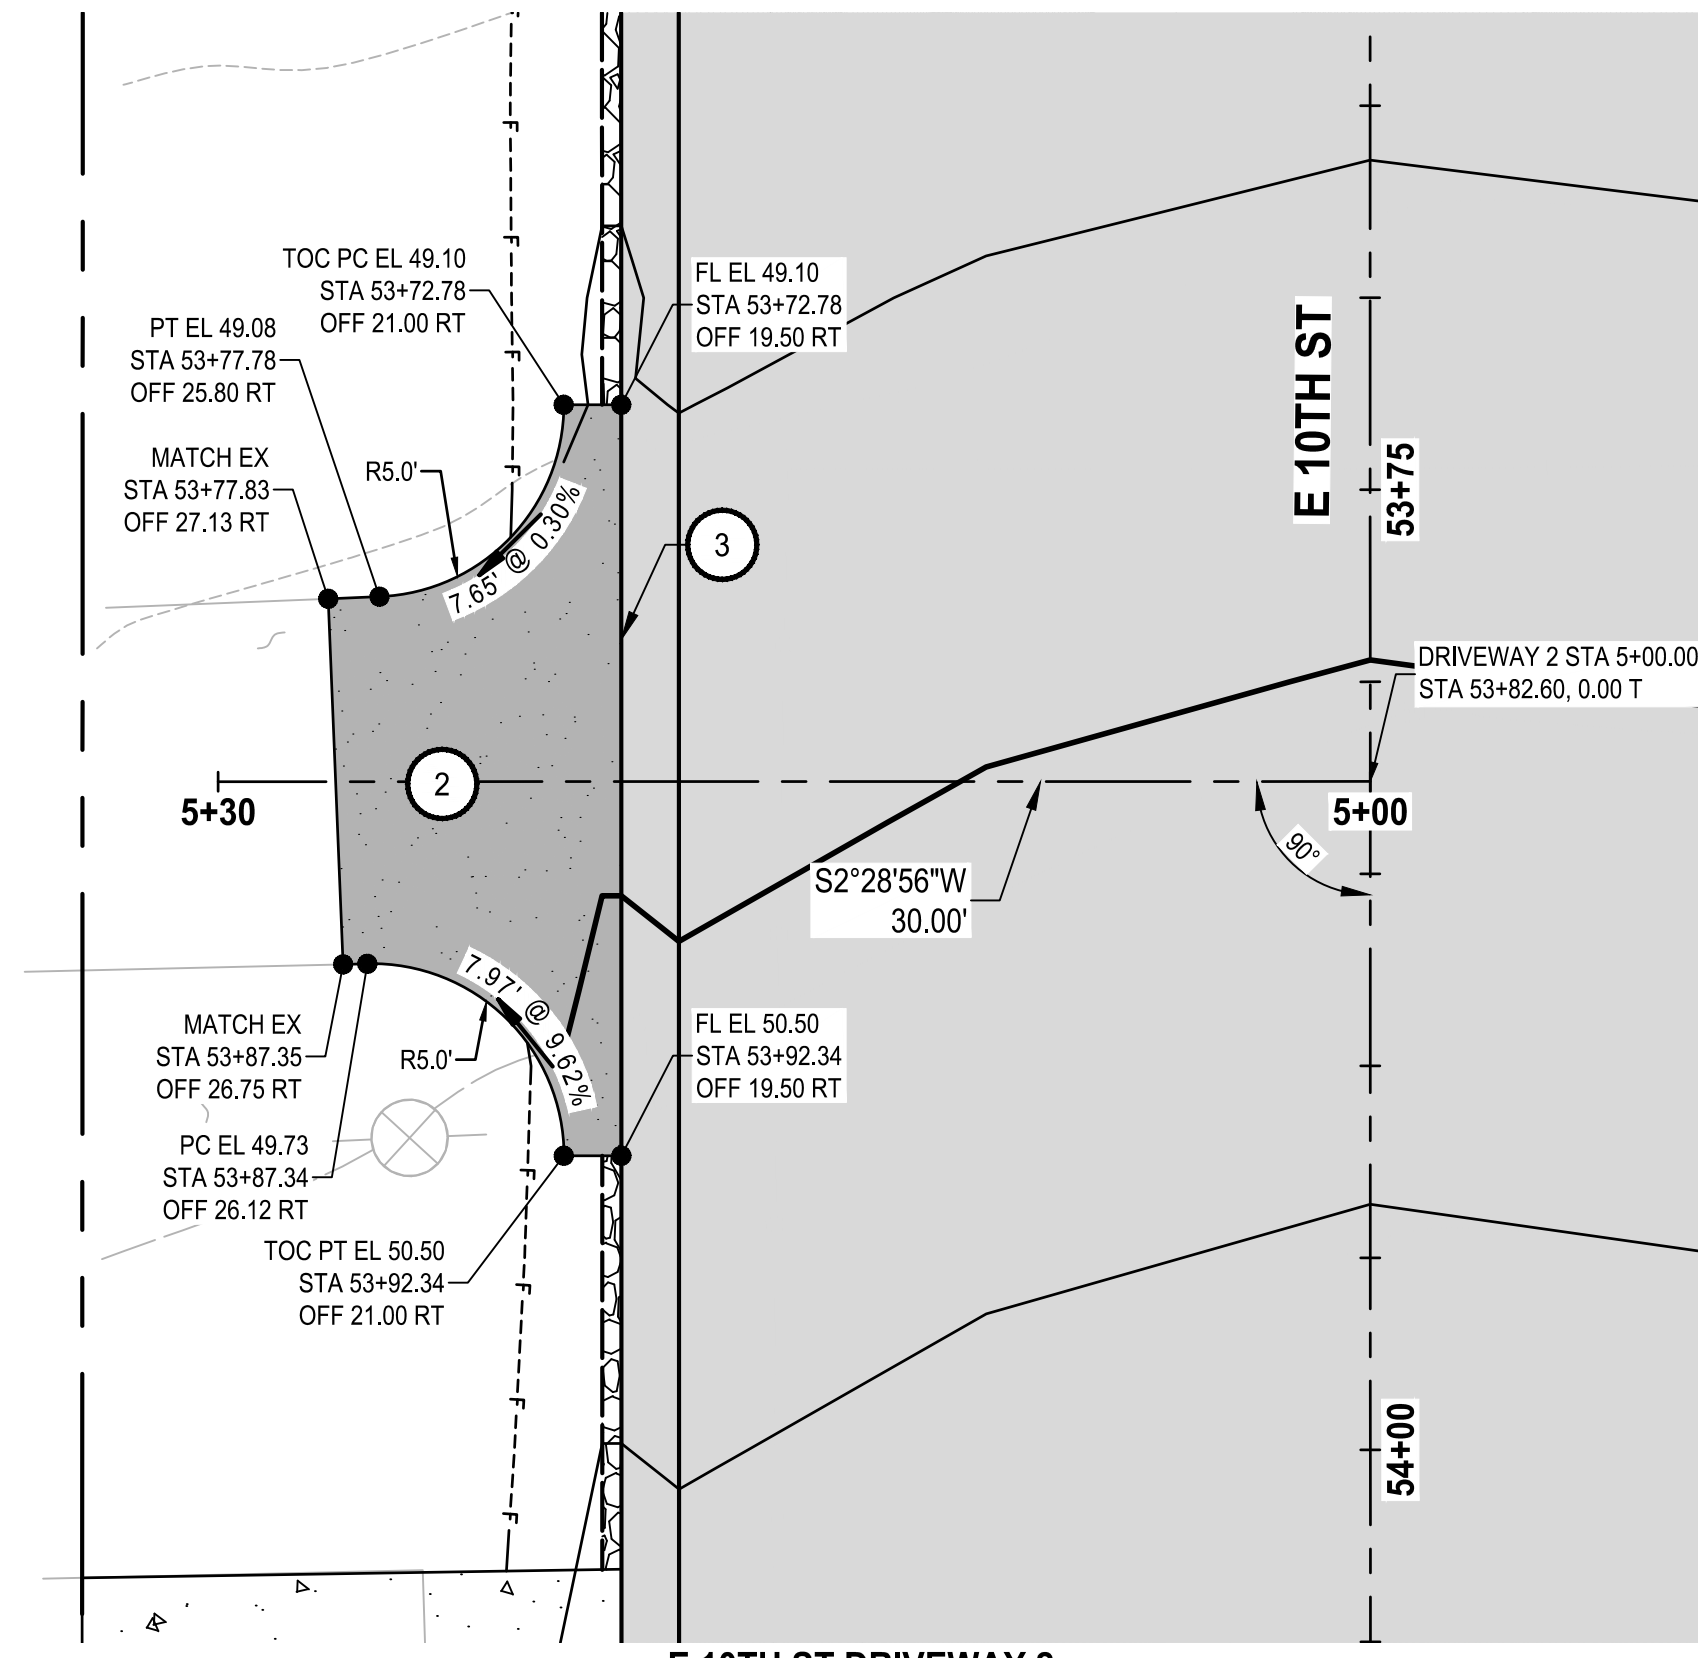 TOC PC EL 49.10
STA 53+72.78
OFF 21.00 RT
FL EL 49.10
STA 53+72.78
OFF 19.50 RT
PT EL 49.08
STA 53+77.78
OFF 25.80 RT
MATCH EX
STA 53+77.83
OFF 27.13 RT
R5.0'
7.65' @ 0.30%
3
E 10TH ST
53+75
DRIVEWAY 2 STA 5+00.00
STA 53+82.60, 0.00 T
2
5+30
5+00
90°
S2°28'56"W
30.00'
7.97' @ 9.62%
R5.0'
MATCH EX
STA 53+87.35
OFF 26.75 RT
FL EL 50.50
STA 53+92.34
OFF 19.50 RT
PC EL 49.73
STA 53+87.34
OFF 26.12 RT
TOC PT EL 50.50
STA 53+92.34
OFF 21.00 RT
54+00
F
F
F
F
F
F
F
F
E 10TH ST DRIVEWAY 2